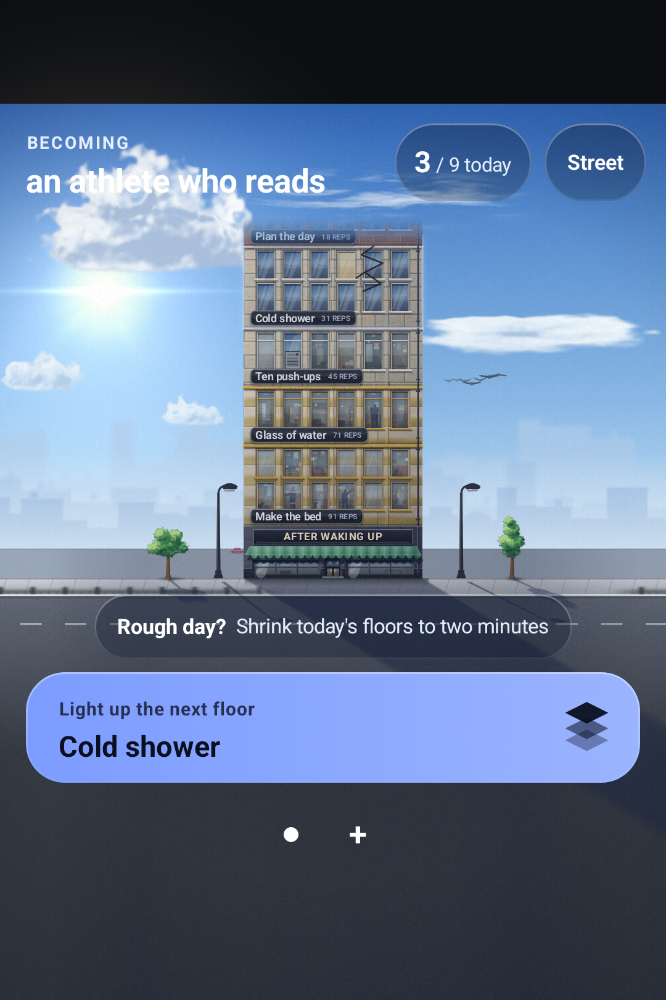 BECOMING
an athlete who reads
3 / 9 today
Street
Plan the day 18 REPS
Cold shower 31 REPS
Ten push-ups 45 REPS
Glass of water 71 REPS
Make the bed 91 REPS
AFTER WAKING UP
Rough day? Shrink today's floors to two minutes
Light up the next floor
Cold shower